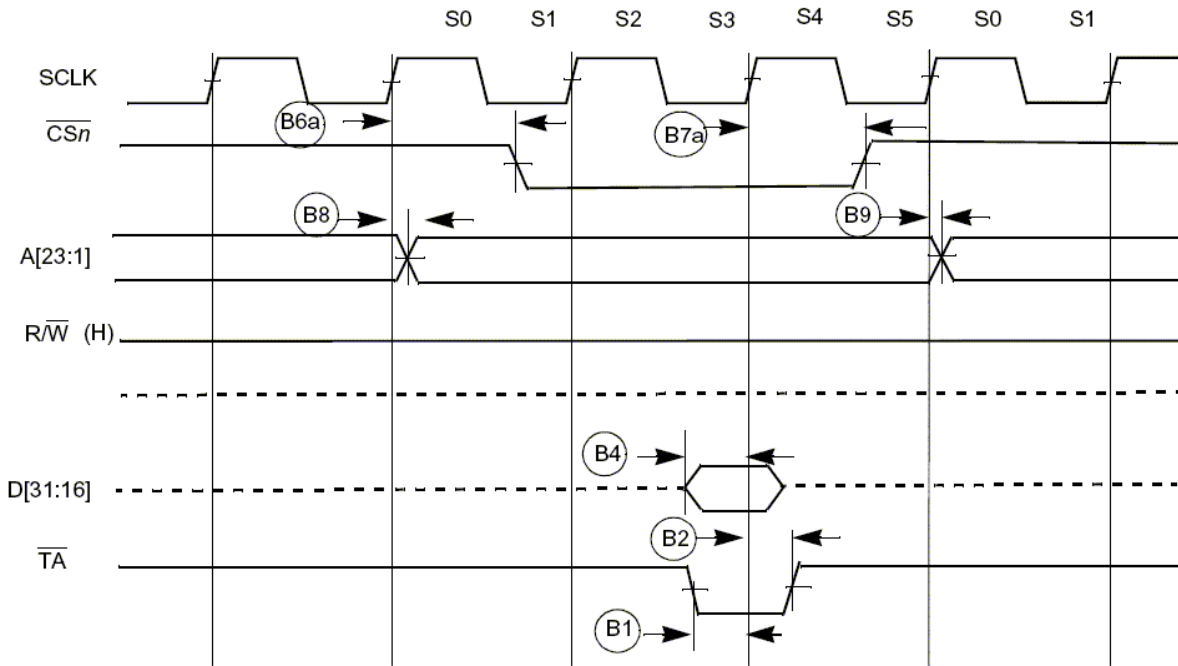 S0 S1 S2 S3 S4 S5 S0 S1
SCLK
B6a
B7a
CSn
B8
B9
A[23:1]
R/W (H)
B4
D[31:16]
B2
TA
B1